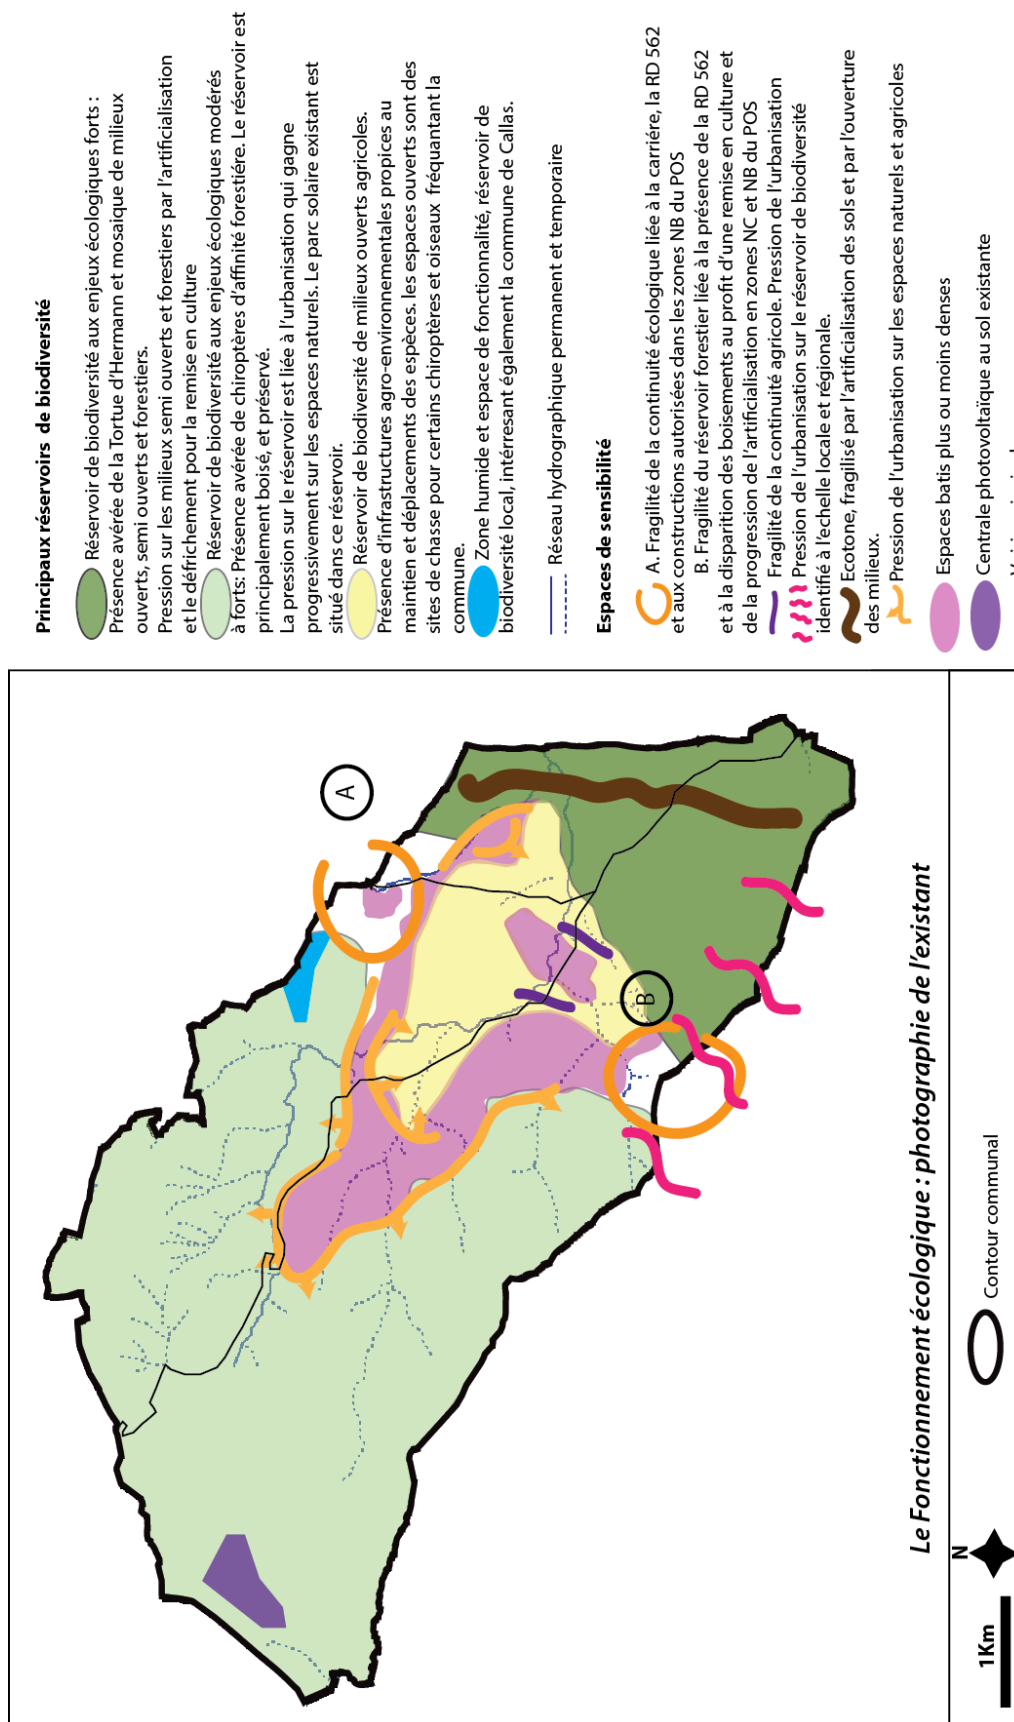 Principaux réservoirs de biodiversité
Réservoir de biodiversité aux enjeux écologiques forts :
Présence avérée de la Tortue d'Hermann et mosaique de milieux
ouverts, semi ouverts et forestiers.
Pression sur les milieux semi ouverts et forestiers par l'artificialisation
et le défrichement pour la remise en culture
Réservoir de biodiversité aux enjeux écologiques modérés
à forts: Présence avérée de chiroptères d'affinité forestiére. Le réservoir est
principalement boisé, et préservé.
La pression sur le réservoir est liée à l'urbanisation qui gagne
progressivement sur les espaces naturels. Le parc solaire existant est
situé dans ce réservoir.
Réservoir de biodiversité de milieux ouverts agricoles.
Présence d'infrastructures agro-environnementales propices au
maintien et déplacements des espèces. les espaces ouverts sont des
sites de chasse pour certains chiroptères et oiseaux fréquantant la
commune.
Zone humide et espace de fonctionnalité, réservoir de
biodiversité local, intérressant également la commune de Callas.
Réseau hydrographique permanent et temporaire
Espaces de sensibilité
A. Fragilité de la continuité écologique liée à la carriére, la RD 562
et aux constructions autorisées dans les zones NB du POS
B. Fragilité du réservoir forestier liée à la présence de la RD 562
et à la disparition des boisements au profit d'une remise en culture et
de la progression de l'artificialisation en zones NC et NB du POS
Fragilité de la continuité agricole. Pression de l'urbanisation
Pression de l'urbanisation sur le réservoir de biodiversité
identifié à l'echelle locale et régionale.
Ecotone, fragilisé par l'artificialisation des sols et par l'ouverture
des milieux.
Pression de l'urbanisation sur les espaces naturels et agricoles
Espaces batis plus ou moins denses
Centrale photovoltaïque au sol existante
A
B
Le Fonctionnement écologique : photographie de l'existant
1Km
N
Contour communal